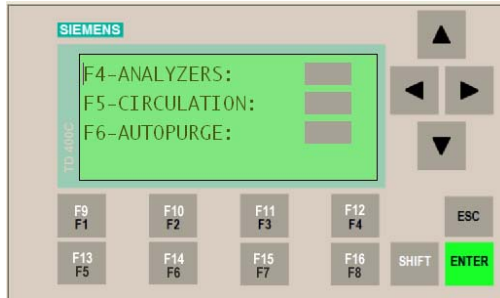 SIEMENS
F4-ANALYZERS:
F5-CIRCULATION:
F6-AUTOPURGE:
TD 400C
F9 F10 F11 F12
F1 F2 F3 F4 ESC
F13 F14 F15 F16
F5 F6 F7 F8 SHIFT ENTER